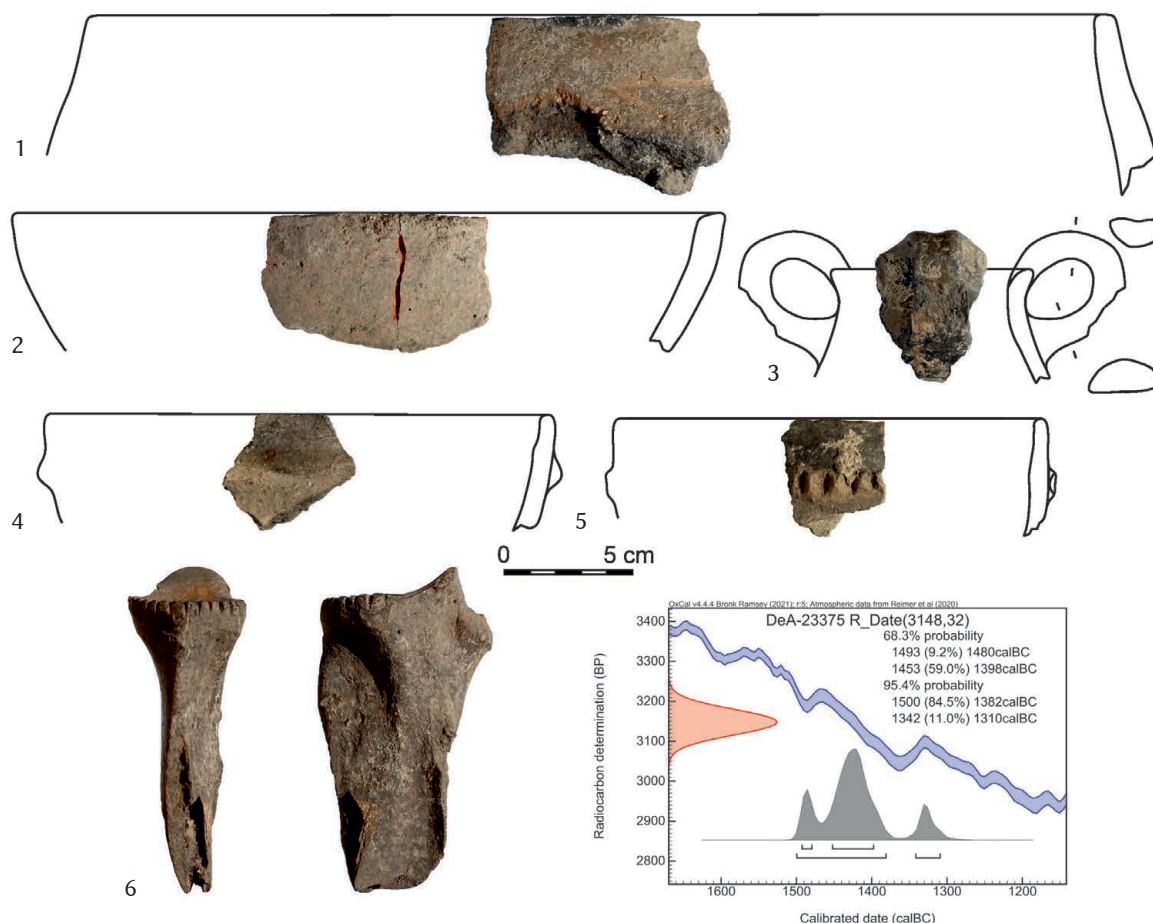 1
2
3
4
5
0 5 cm
6
OxCal v4.4.4 Bronk Ramsey (2021); r:5; Atmospheric data from Reimer et al (2020)
DeA-23375 R_Date(3148,32)
68.3% probability
1493 (9.2%) 1480calBC
1453 (59.0%) 1398calBC
95.4% probability
1500 (84.5%) 1382calBC
1342 (11.0%) 1310calBC
Radiocarbon determination (BP)
3400
3300
3200
3100
3000
2900
2800
1600 1500 1400 1300 1200
Calibrated date (calBC)